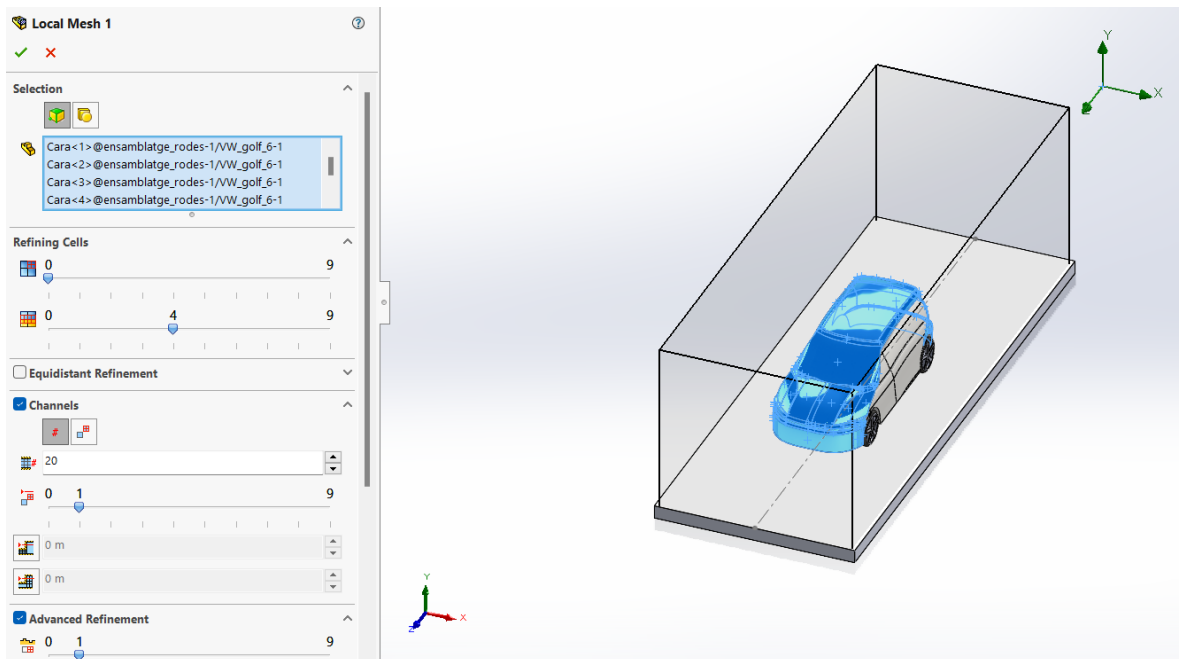 Local Mesh 1
Selection
Cara<1>@ensamblatge_rodes-1/VW_golf_6-1
Cara<2>@ensamblatge_rodes-1/VW_golf_6-1
Cara<3>@ensamblatge_rodes-1/VW_golf_6-1
Cara<4>@ensamblatge_rodes-1/VW_golf_6-1
Refining Cells
0 9
0 4 9
Equidistant Refinement
Channels
20
0 1 9
0 m
0 m
Advanced Refinement
0 1 9
Y
X
Y
X
Z